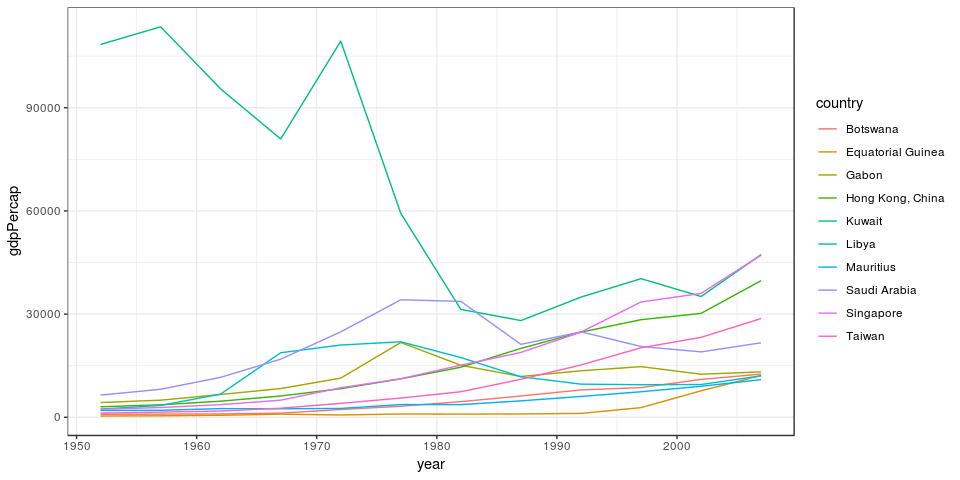 90000
60000
30000
0
gdpPercap
1950
1960
1970
1980
1990
2000
year
country
Botswana
Equatorial Guinea
Gabon
Hong Kong, China
Kuwait
Libya
Mauritius
Saudi Arabia
Singapore
Taiwan